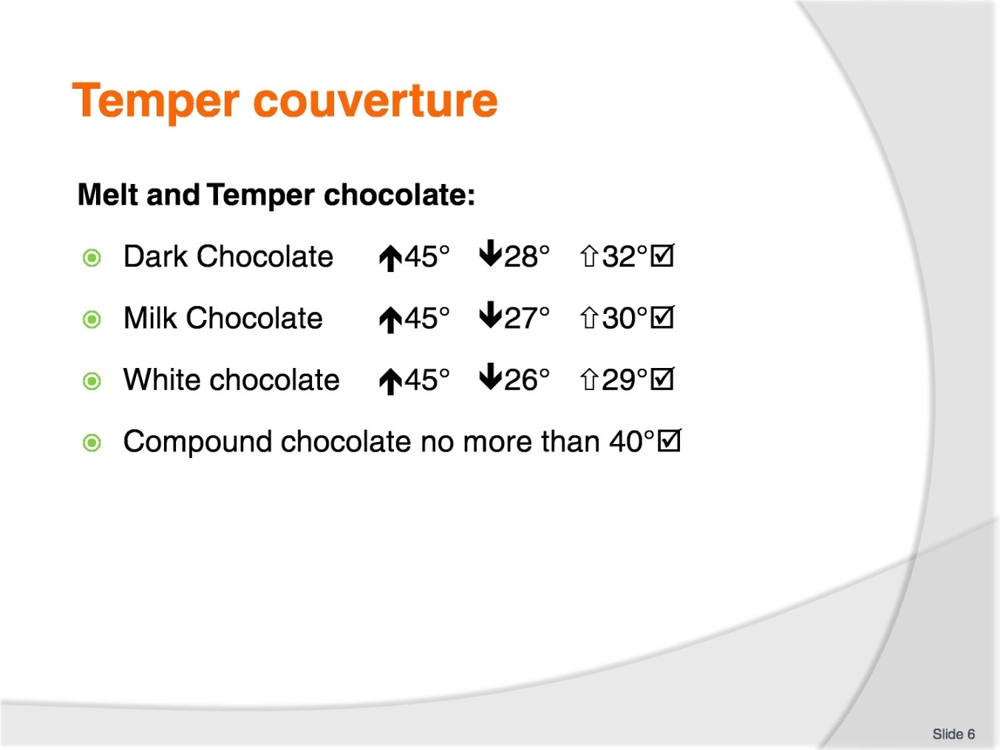 Temper couverture
Melt and Temper chocolate:
Dark Chocolate 🡹45° 🡻28° ⇧32°☑
Milk Chocolate 🡹45° 🡻27° ⇧30°☑
White chocolate 🡹45° 🡻26° ⇧29°☑
Compound chocolate no more than 40°☑
Slide 6